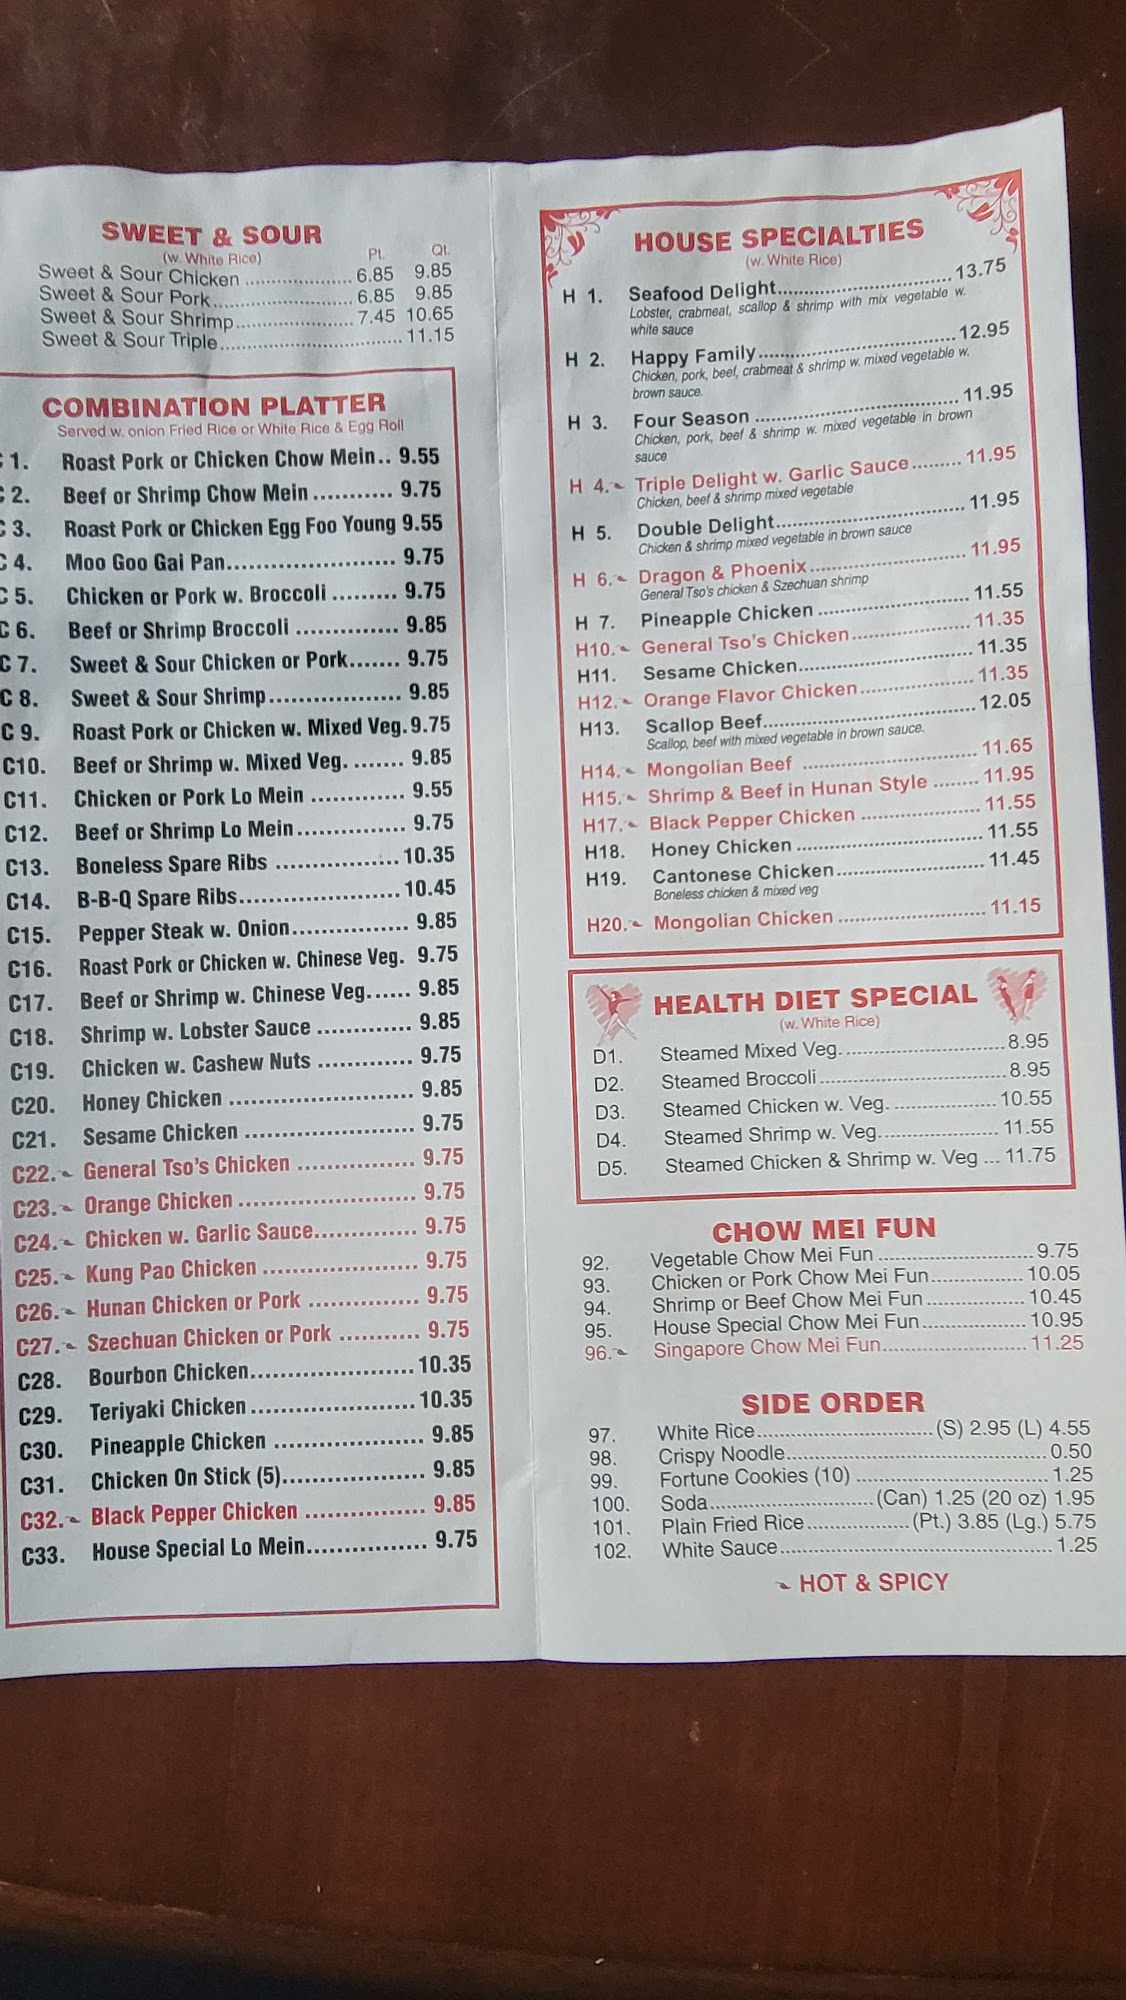 SWEET & SOUR
(w. White Rice) Pt. Qt.
Sweet & Sour Chicken .................... 6.85 9.85
Sweet & Sour Pork.......................... 6.85 9.85
Sweet & Sour Shrimp...................... 7.45 10.65
Sweet & Sour Triple.................................. 11.15
COMBINATION PLATTER
Served w. onion Fried Rice or White Rice & Egg Roll
C 1. Roast Pork or Chicken Chow Mein.. 9.55
C 2. Beef or Shrimp Chow Mein ........... 9.75
C 3. Roast Pork or Chicken Egg Foo Young 9.55
C 4. Moo Goo Gai Pan....................... 9.75
C 5. Chicken or Pork w. Broccoli ......... 9.75
C 6. Beef or Shrimp Broccoli .............. 9.85
C 7. Sweet & Sour Chicken or Pork....... 9.75
C 8. Sweet & Sour Shrimp.................. 9.85
C 9. Roast Pork or Chicken w. Mixed Veg. 9.75
C10. Beef or Shrimp w. Mixed Veg. ....... 9.85
C11. Chicken or Pork Lo Mein ............. 9.55
C12. Beef or Shrimp Lo Mein............... 9.75
C13. Boneless Spare Ribs ................. 10.35
C14. B-B-Q Spare Ribs...................... 10.45
C15. Pepper Steak w. Onion................ 9.85
C16. Roast Pork or Chicken w. Chinese Veg. 9.75
C17. Beef or Shrimp w. Chinese Veg...... 9.85
C18. Shrimp w. Lobster Sauce ............. 9.85
C19. Chicken w. Cashew Nuts ............. 9.75
C20. Honey Chicken ......................... 9.85
C21. Sesame Chicken ....................... 9.75
C22. General Tso's Chicken ................ 9.75
C23. Orange Chicken ........................ 9.75
C24. Chicken w. Garlic Sauce.............. 9.75
C25. Kung Pao Chicken ..................... 9.75
C26. Hunan Chicken or Pork ............... 9.75
C27. Szechuan Chicken or Pork ........... 9.75
C28. Bourbon Chicken....................... 10.35
C29. Teriyaki Chicken....................... 10.35
C30. Pineapple Chicken .................... 9.85
C31. Chicken On Stick (5)................... 9.85
C32. Black Pepper Chicken ................ 9.85
C33. House Special Lo Mein................ 9.75
HOUSE SPECIALTIES
(w. White Rice)
H 1. Seafood Delight........................ 13.75
Lobster, crabmeat, scallop & shrimp with mix vegetable w.
white sauce
H 2. Happy Family........................... 12.95
Chicken, pork, beef, crabmeat & shrimp w. mixed vegetable w.
brown sauce.
H 3. Four Season ............................ 11.95
Chicken, pork, beef & shrimp w. mixed vegetable in brown
sauce
H 4. Triple Delight w. Garlic Sauce......... 11.95
Chicken, beef & shrimp mixed vegetable
H 5. Double Delight.......................... 11.95
Chicken & shrimp mixed vegetable in brown sauce
H 6. Dragon & Phoenix...................... 11.95
General Tso's chicken & Szechuan shrimp
H 7. Pineapple Chicken ..................... 11.55
H10. General Tso's Chicken................. 11.35
H11. Sesame Chicken........................ 11.35
H12. Orange Flavor Chicken................ 11.35
H13. Scallop Beef............................. 12.05
Scallop, beef with mixed vegetable in brown sauce.
H14. Mongolian Beef ........................ 11.65
H15. Shrimp & Beef in Hunan Style ........ 11.95
H17. Black Pepper Chicken ................. 11.55
H18. Honey Chicken ......................... 11.55
H19. Cantonese Chicken.................... 11.45
Boneless chicken & mixed veg
H20. Mongolian Chicken .................... 11.15
HEALTH DIET SPECIAL
(w. White Rice)
D1. Steamed Mixed Veg. ...................... 8.95
D2. Steamed Broccoli.......................... 8.95
D3. Steamed Chicken w. Veg. ................ 10.55
D4. Steamed Shrimp w. Veg.................. 11.55
D5. Steamed Chicken & Shrimp w. Veg ... 11.75
CHOW MEI FUN
92. Vegetable Chow Mei Fun ...................... 9.75
93. Chicken or Pork Chow Mei Fun............... 10.05
94. Shrimp or Beef Chow Mei Fun ................ 10.45
95. House Special Chow Mei Fun................. 10.95
96. Singapore Chow Mei Fun...................... 11.25
SIDE ORDER
97. White Rice........................... (S) 2.95 (L) 4.55
98. Crispy Noodle................................ 0.50
99. Fortune Cookies (10) ........................ 1.25
100. Soda......................... (Can) 1.25 (20 oz) 1.95
101. Plain Fried Rice................ (Pt.) 3.85 (Lg.) 5.75
102. White Sauce................................. 1.25
HOT & SPICY